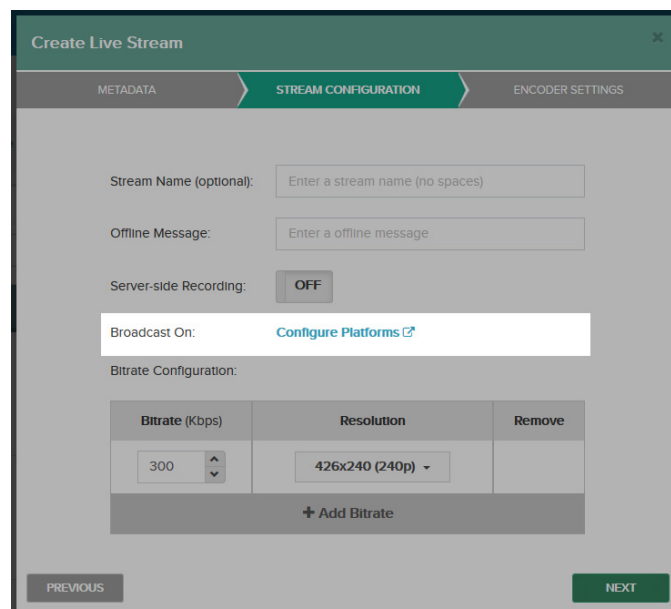 Create Live Stream ×
METADATA STREAM CONFIGURATION ENCODER SETTINGS
Stream Name (optional): Enter a stream name (no spaces)
Offline Message: Enter a offline message
Server-side Recording: OFF
Broadcast On: Configure Platforms
Bitrate Configuration:
Bitrate (Kbps) Resolution Remove
300 426x240 (240p)
+ Add Bitrate
PREVIOUS NEXT